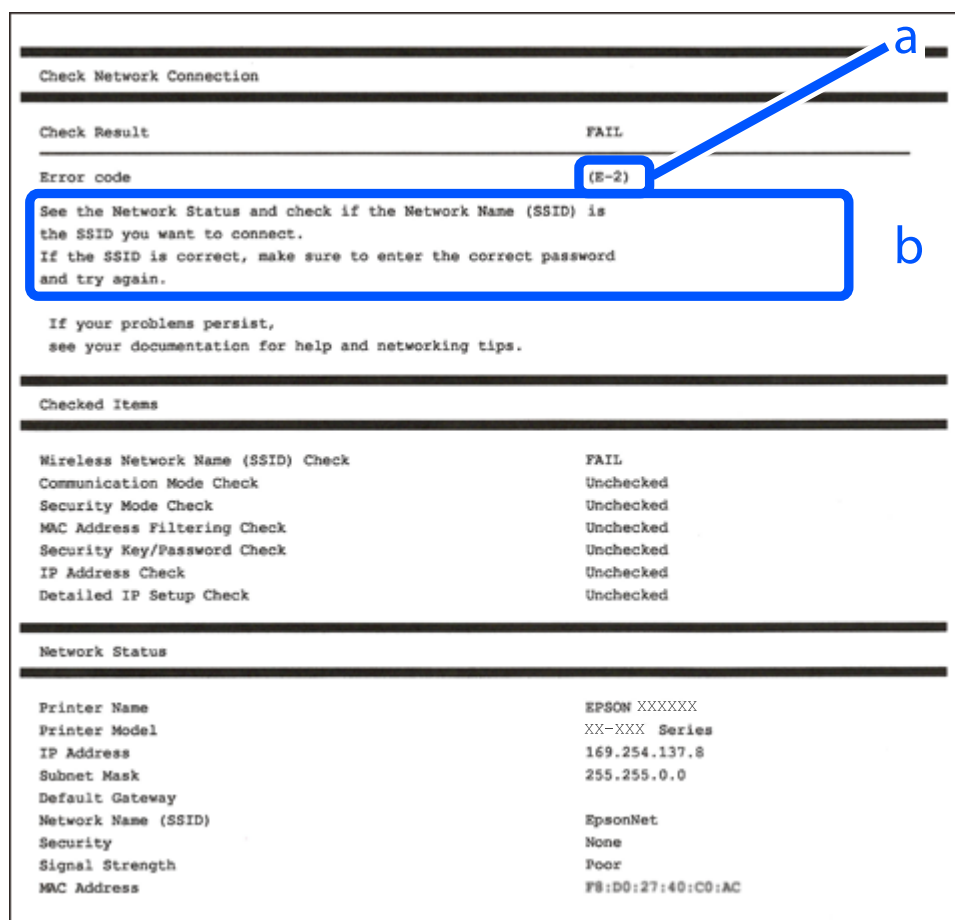 a
Check Network Connection
Check Result FAIL
Error code (E-2)
See the Network Status and check if the Network Name (SSID) is
the SSID you want to connect.
If the SSID is correct, make sure to enter the correct password
and try again.
b
If your problems persist,
see your documentation for help and networking tips.
Checked Items
Wireless Network Name (SSID) Check FAIL
Communication Mode Check Unchecked
Security Mode Check Unchecked
MAC Address Filtering Check Unchecked
Security Key/Password Check Unchecked
IP Address Check Unchecked
Detailed IP Setup Check Unchecked
Network Status
Printer Name EPSON XXXXXX
Printer Model XX-XXX Series
IP Address 169.254.137.8
Subnet Mask 255.255.0.0
Default Gateway
Network Name (SSID) EpsonNet
Security None
Signal Strength Poor
MAC Address F8:D0:27:40:C0:AC